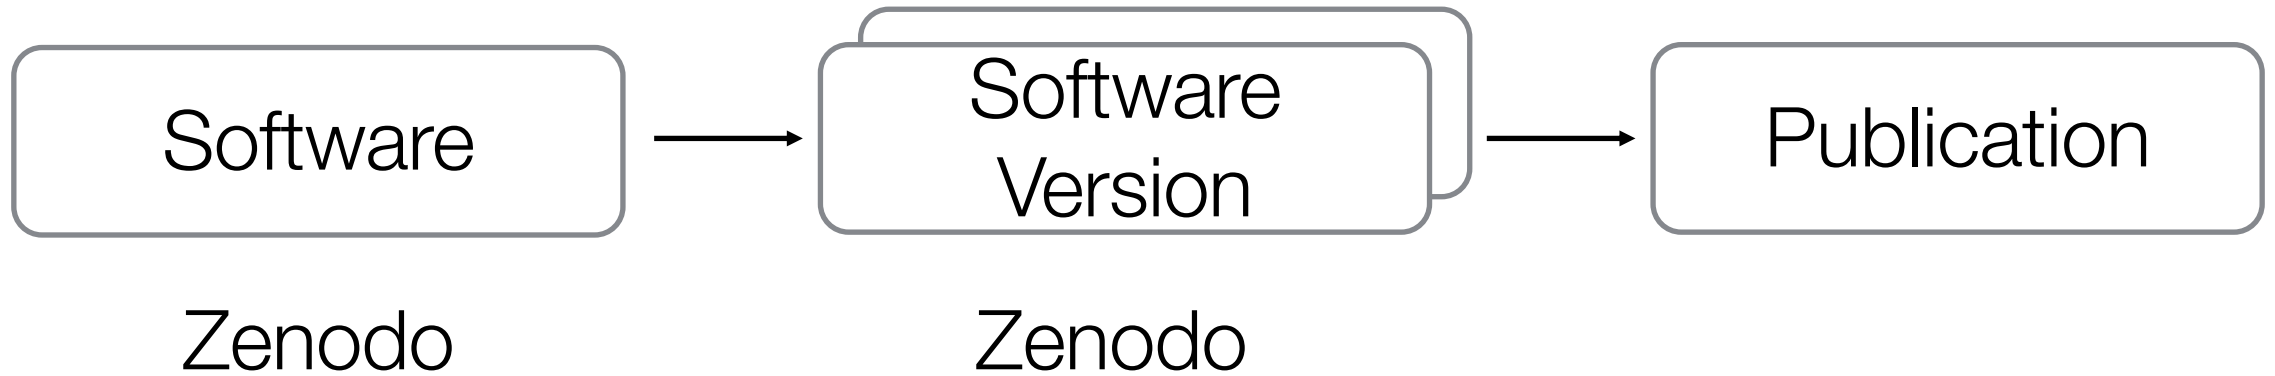 Software
Software
Version
Publication
Zenodo
Zenodo